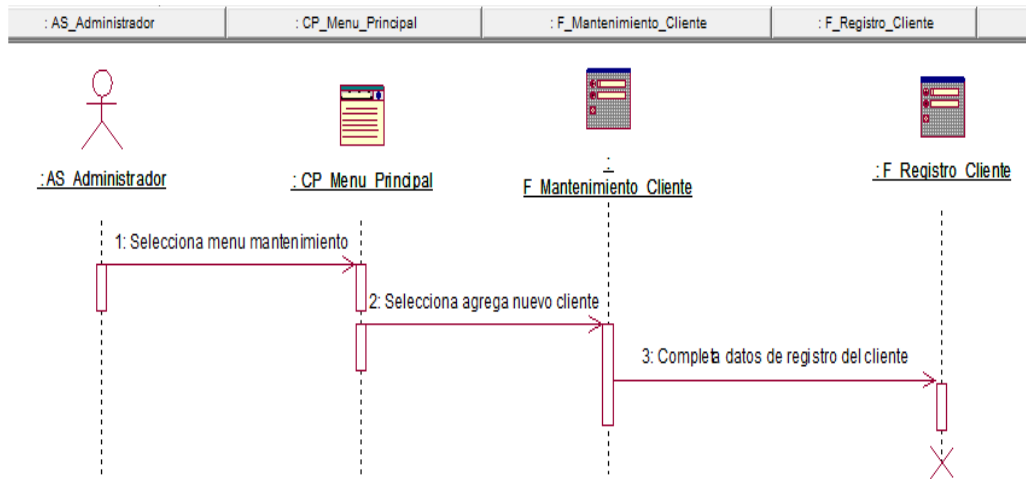 : AS_Administrador
: CP_Menu_Principal
: F_Mantenimiento_Cliente
: F_Registro_Cliente
: AS_Administrador
: CP_Menu_Principal
:
F_Mantenimiento_Cliente
: F_Registro_Cliente
1: Selecciona menu mantenimiento
2: Selecciona agrega nuevo cliente
3: Completa datos de registro del cliente